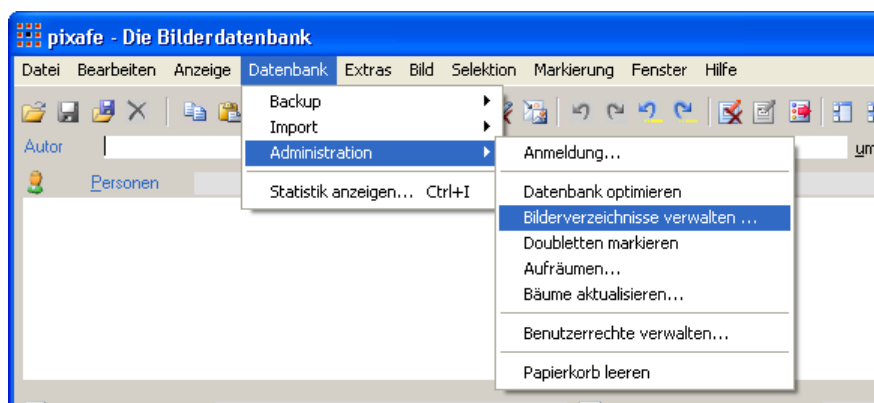 pixafe - Die Bilderdatenbank
Datei Bearbeiten Anzeige Datenbank Extras Bild Selektion Markierung Fenster Hilfe
Backup
Import
Autor
Administration
Anmeldung...
Personen
Statistik anzeigen... Ctrl+I
Datenbank optimieren
Bilderverzeichnisse verwalten ...
Doubletten markieren
Aufräumen...
Bäume aktualisieren...
Benutzerrechte verwalten...
Papierkorb leeren